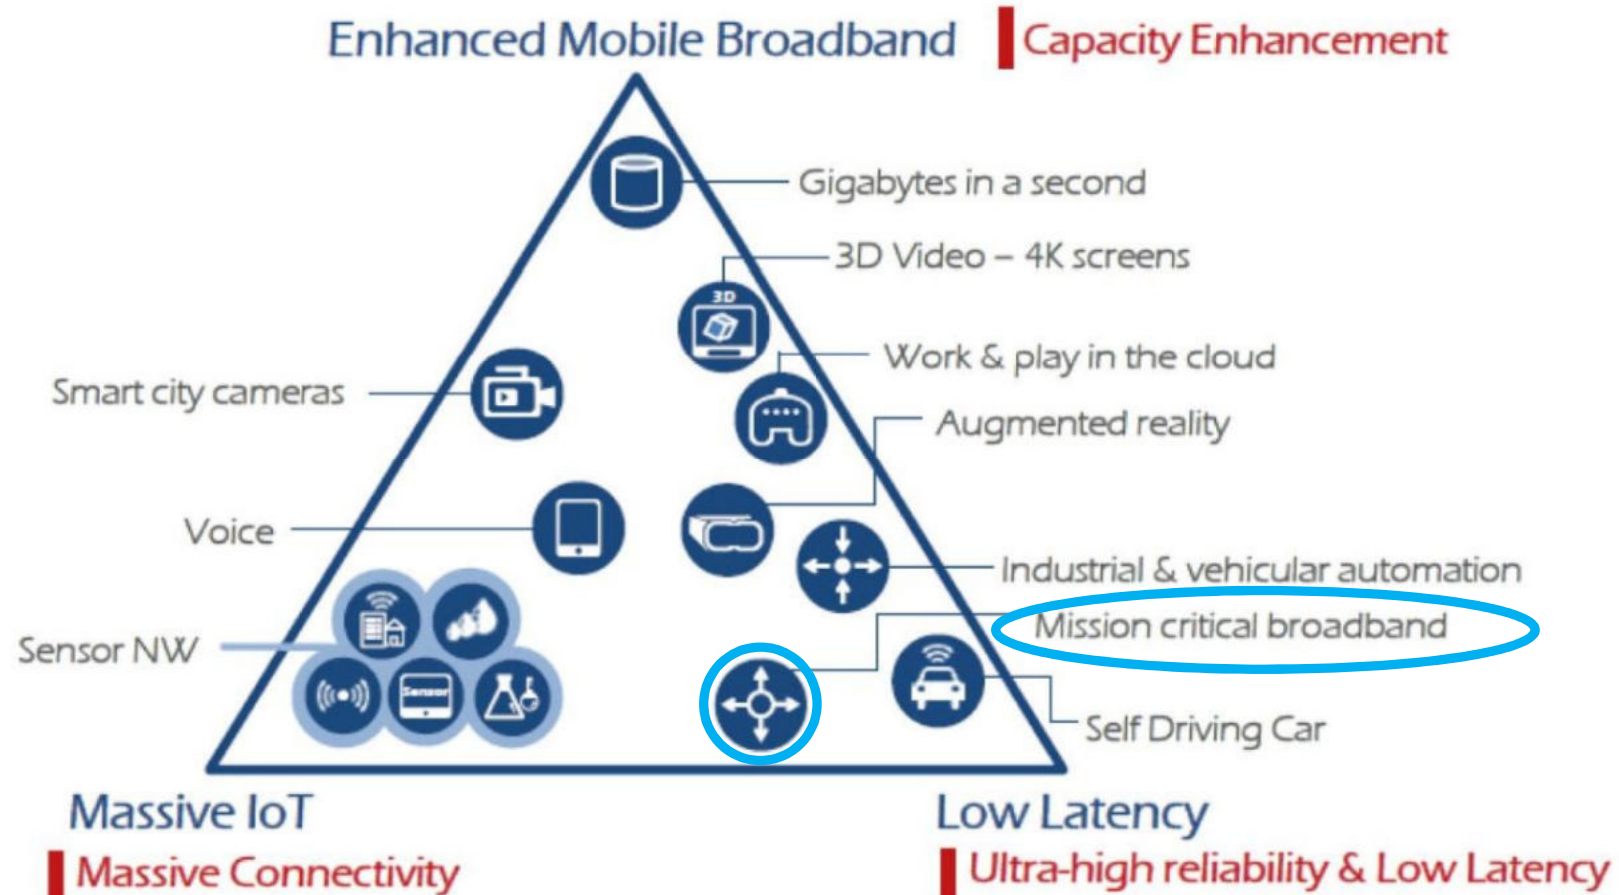 Enhanced Mobile Broadband
Capacity Enhancement
Gigabytes in a second
3D Video – 4K screens
3D
Work & play in the cloud
Smart city cameras
Augmented reality
Voice
Industrial & vehicular automation
Mission critical broadband
Sensor NW
Sensor
Self Driving Car
Massive IoT
Low Latency
Massive Connectivity
Ultra-high reliability & Low Latency